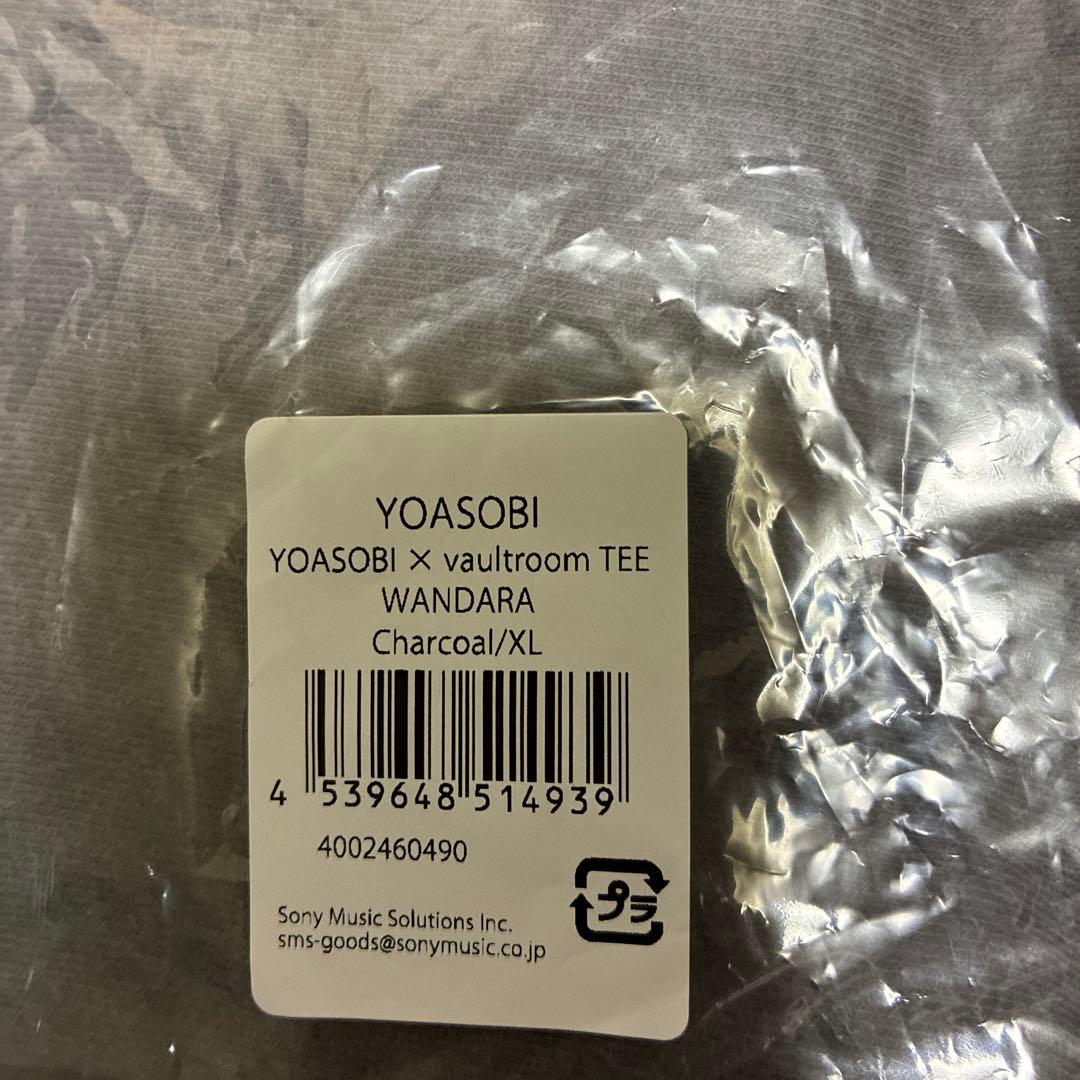 YOASOBI
YOASOBI × vaultroom TEE
WANDARA
Charcoal/XL
4 539648 514939
4002460490
プラ
Sony Music Solutions Inc.
sms-goods@sonymusic.co.jp